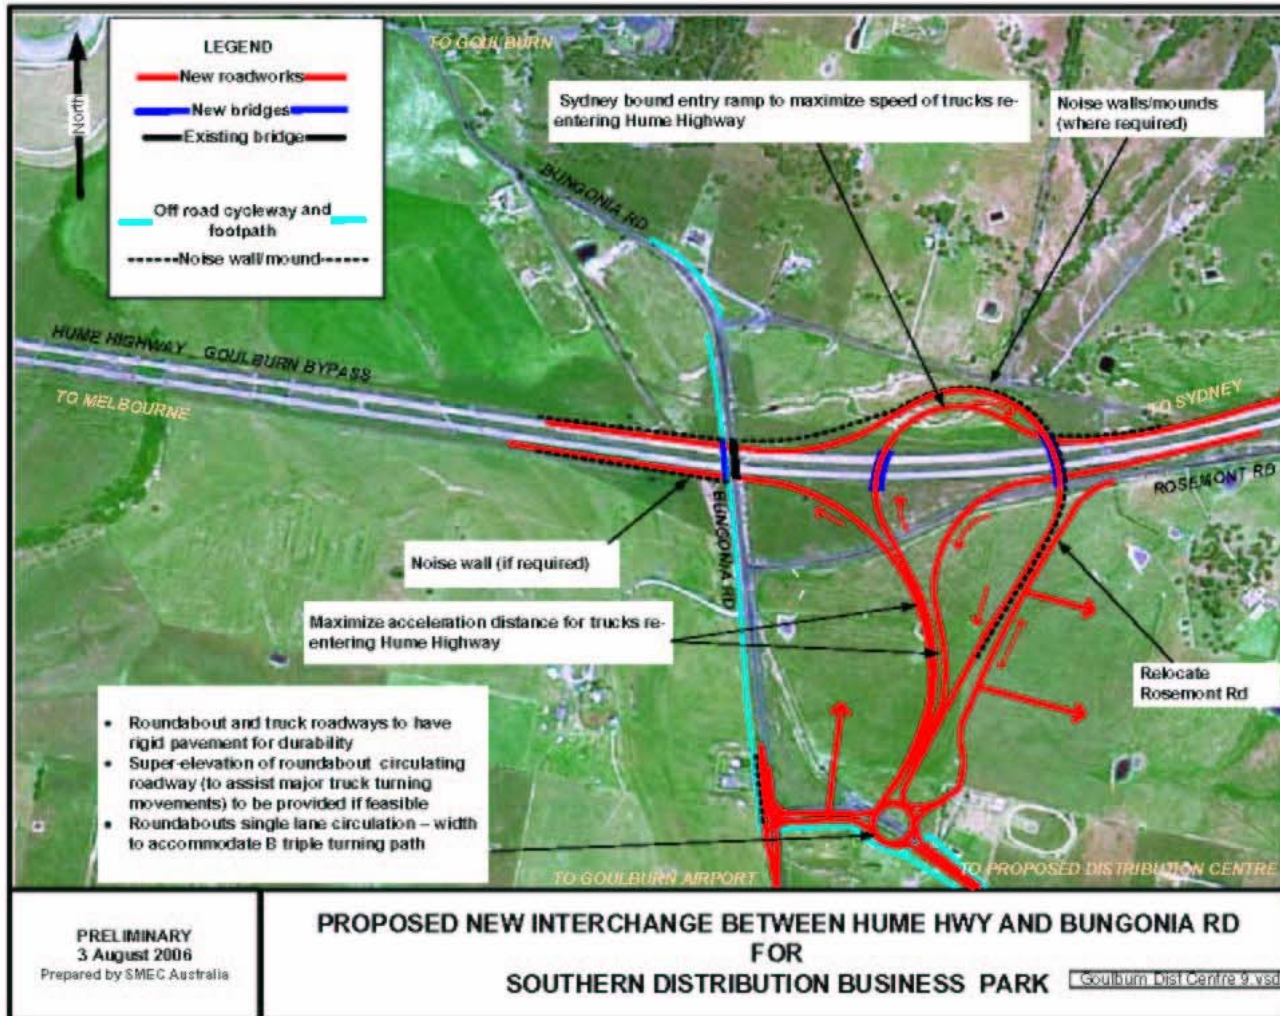 LEGEND
New roadworks
New bridges
Existing bridge
Off road cycleway and
footpath
Noise wall/mound
North
TO GOULBURN
Sydney bound entry ramp to maximize speed of trucks re-
entering Hume Highway
Noise walls/mounds
(where required)
BUNGONIA RD
HUME HIGHWAY GOULBURN BYPASS
TO MELBOURNE
TO SYDNEY
ROSEMONT RD
BUNGONIA RD
Noise wall (if required)
Maximize acceleration distance for trucks re-
entering Hume Highway
Relocate
Rosemont Rd
• Roundabout and truck roadways to have
rigid pavement for durability
• Super-elevation of roundabout circulating
roadway (to assist major truck turning
movements) to be provided if feasible
• Roundabouts single lane circulation – width
to accommodate B triple turning path
TO GOULBURN AIRPORT
TO PROPOSED DISTRIBUTION CENTRE
PRELIMINARY
3 August 2006
Prepared by SMEC Australia
PROPOSED NEW INTERCHANGE BETWEEN HUME HWY AND BUNGONIA RD
FOR
SOUTHERN DISTRIBUTION BUSINESS PARK
Goulburn Dist Centre 9.vsd